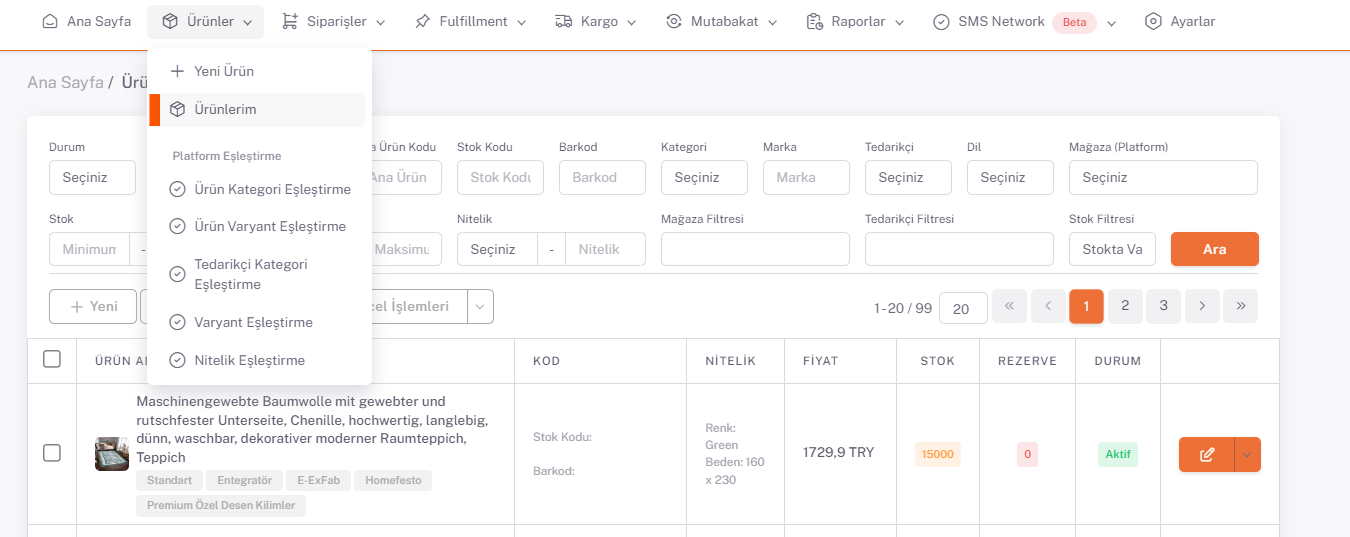 Ana Sayfa Ürünler Siparişler Fulfillment Kargo Mutabakat Raporlar SMS Network Beta Ayarlar
Ana Sayfa /
Yeni Ürün
Ürünlerim
Platform Eşleştirme
Ürün Kategori Eşleştirme
Ürün Varyant Eşleştirme
Tedarikçi Kategori
Eşleştirme
Varyant Eşleştirme
Nitelik Eşleştirme
Durum Ürün Kodu Stok Kodu Barkod Kategori Marka Tedarikçi Dil Mağaza (Platform)
Seçiniz Ana Ürün Stok Kodu Barkod Seçiniz Marka Seçiniz Seçiniz Seçiniz
Stok Nitelik Mağaza Filtresi Tedarikçi Filtresi Stok Filtresi
Minimum - Maksimu Seçiniz - Nitelik Stokta Va Ara
+ Yeni İşlemleri 1 - 20 / 99 20 « ‹ 1 2 3 › »
ÜRÜN KOD NİTELİK FİYAT STOK REZERVE DURUM
Maschinengewebte Baumwolle mit gewebter und
rutschfester Unterseite, Chenille, hochwertig, langlebig,
dünn, waschbar, dekorativer moderner Raumteppich,
Teppich
Standart Entegratör E-ExFab Homefesto
Premium Özel Desen Kilimler
Stok Kodu:
Barkod:
Renk:
Green
Beden: 160
x 230
1729,9 TRY
15000
0
Aktif